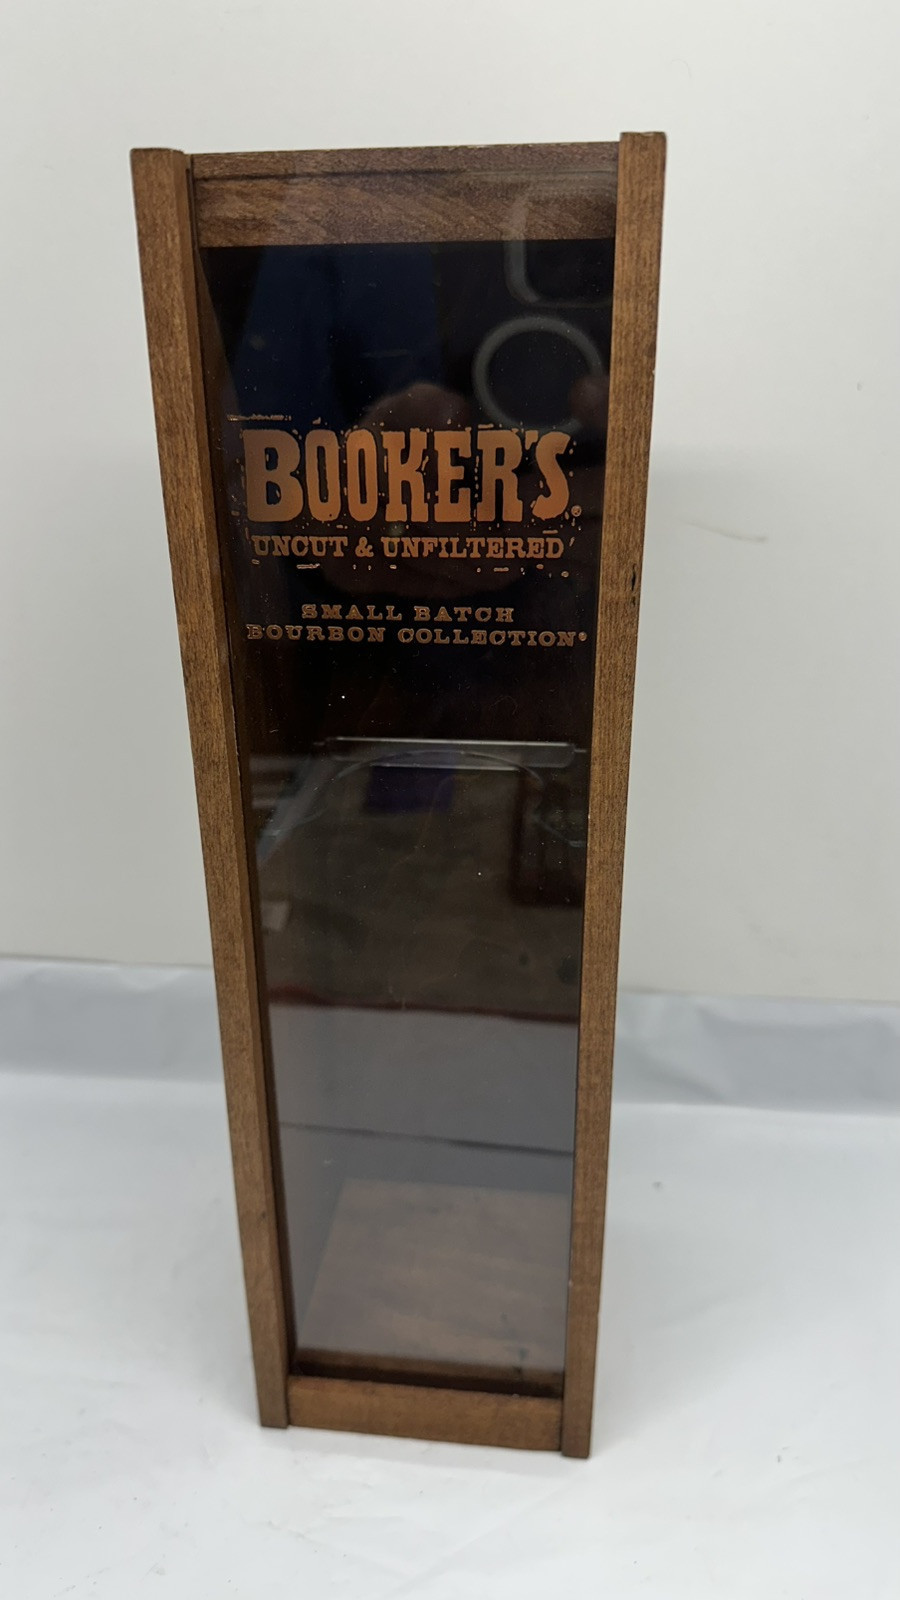 BOOKER'S®
UNCUT & UNFILTERED
SMALL BATCH
BOURBON COLLECTION®